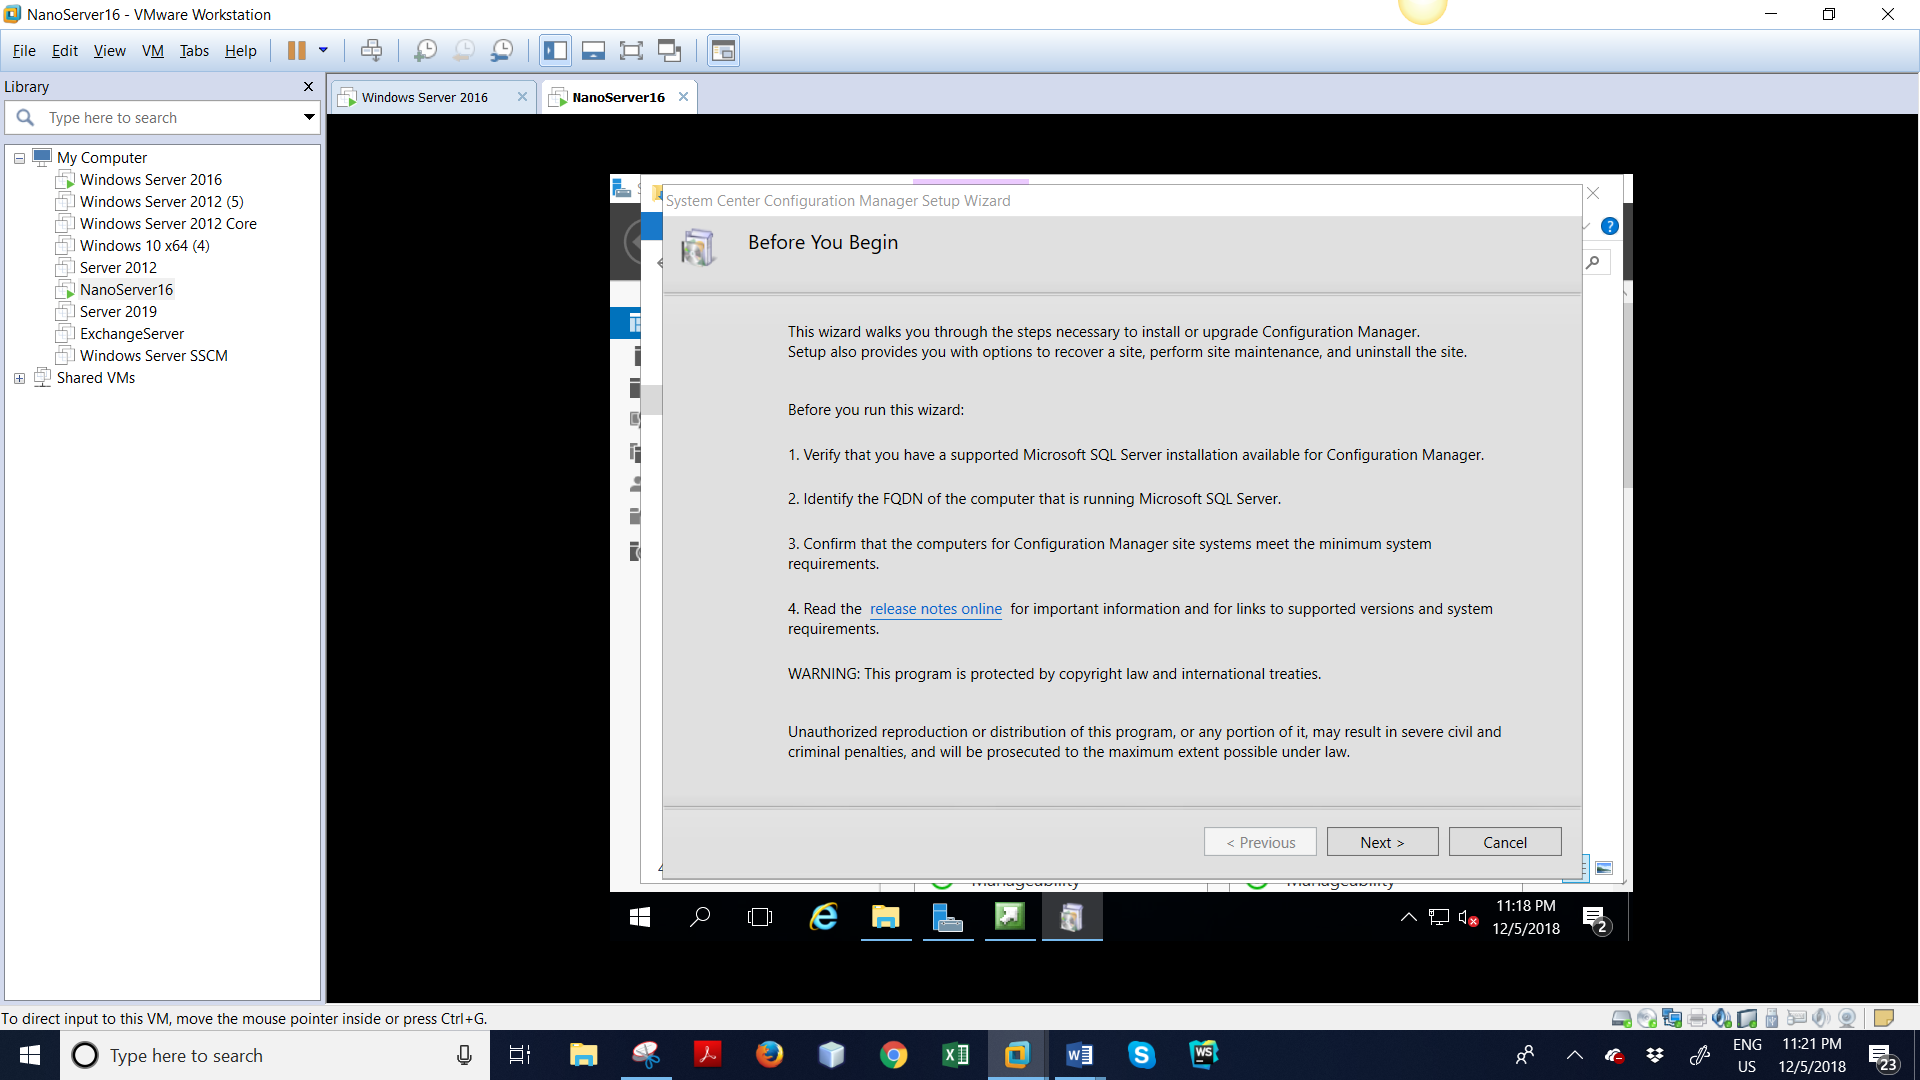 NanoServer16 - VMware Workstation
File Edit View VM Tabs Help
Library
Type here to search
My Computer
Windows Server 2016
Windows Server 2012 (5)
Windows Server 2012 Core
Windows 10 x64 (4)
Server 2012
NanoServer16
Server 2019
ExchangeServer
Windows Server SSCM
Shared VMs
Windows Server 2016
NanoServer16
System Center Configuration Manager Setup Wizard
Before You Begin
This wizard walks you through the steps necessary to install or upgrade Configuration Manager.
Setup also provides you with options to recover a site, perform site maintenance, and uninstall the site.
Before you run this wizard:
1. Verify that you have a supported Microsoft SQL Server installation available for Configuration Manager.
2. Identify the FQDN of the computer that is running Microsoft SQL Server.
3. Confirm that the computers for Configuration Manager site systems meet the minimum system
requirements.
4. Read the release notes online for important information and for links to supported versions and system
requirements.
WARNING: This program is protected by copyright law and international treaties.
Unauthorized reproduction or distribution of this program, or any portion of it, may result in severe civil and
criminal penalties, and will be prosecuted to the maximum extent possible under law.
< Previous Next > Cancel
Manageability Manageability
11:18 PM
12/5/2018
2
To direct input to this VM, move the mouse pointer inside or press Ctrl+G.
Type here to search
WS
ENG
US
11:21 PM
12/5/2018
23